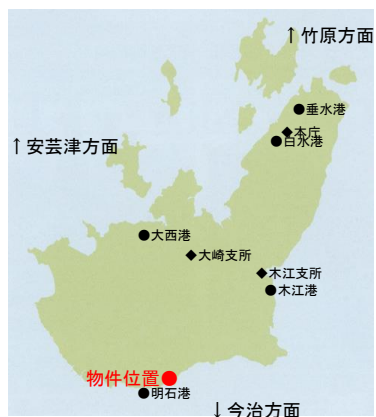 ↑竹原方面
●垂水港
◆本庁
●白水港
↑安芸津方面
●大西港
◆大崎支所
◆木江支所
●木江港
物件位置●
●明石港
↓今治方面